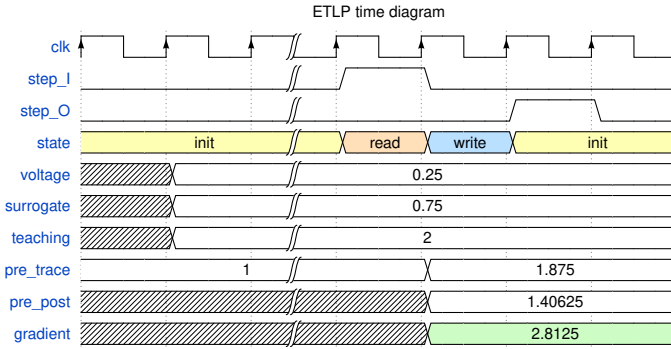 ETLP time diagram
clk
step_I
step_O
state init read write init
voltage 0.25
surrogate 0.75
teaching 2
pre_trace 1 1.875
pre_post 1.40625
gradient 2.8125